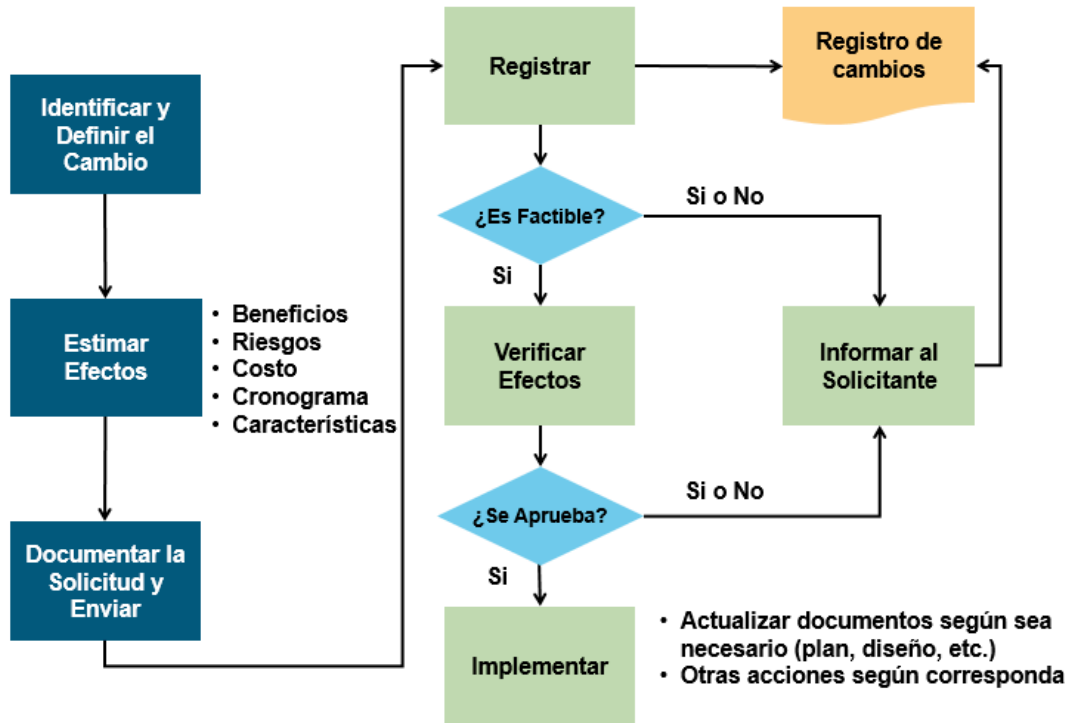 Identificar y
Definir el
Cambio
Estimar
Efectos
• Beneficios
• Riesgos
• Costo
• Cronograma
• Características
Documentar la
Solicitud y
Enviar
Registrar
Registro de
cambios
¿Es Factible?
Si o No
Si
Verificar
Efectos
Informar al
Solicitante
¿Se Aprueba?
Si o No
Si
Implementar
• Actualizar documentos según sea
necesario (plan, diseño, etc.)
• Otras acciones según corresponda